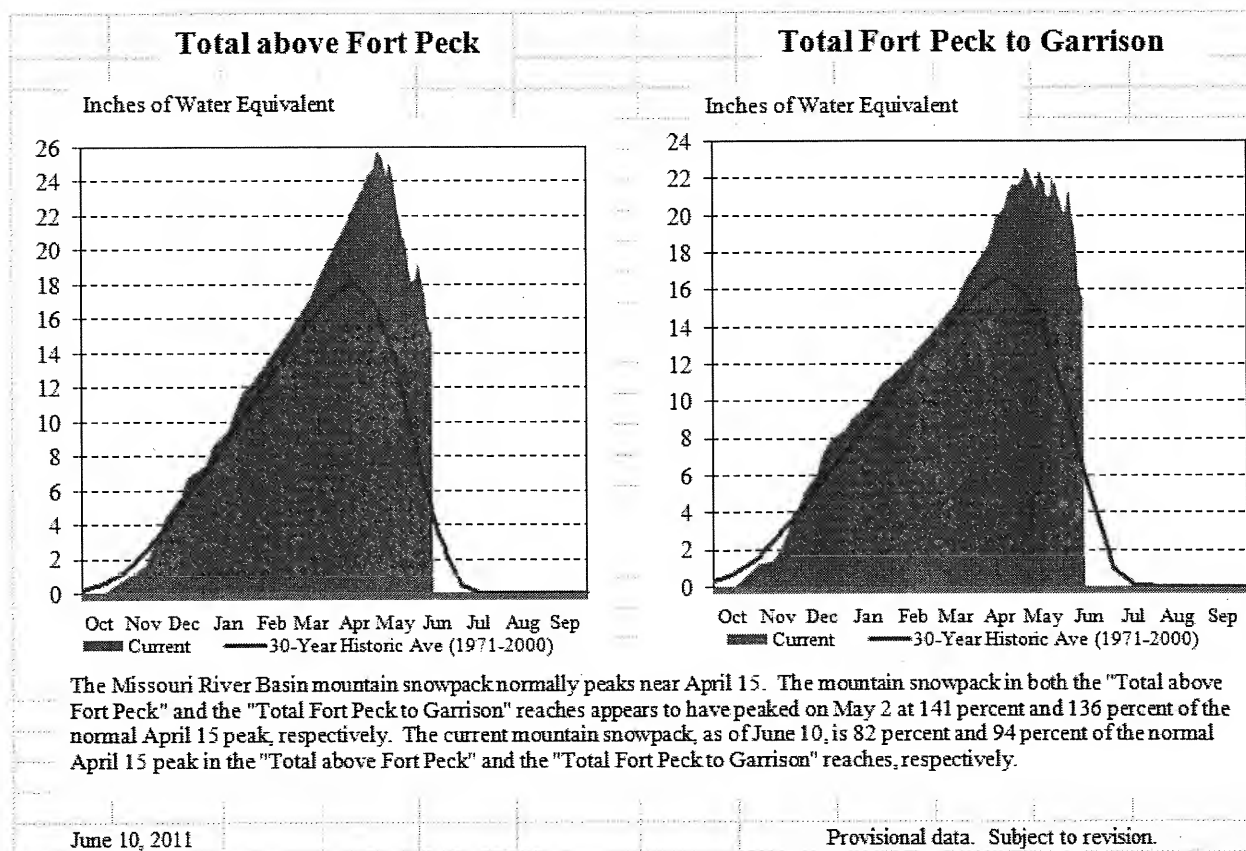 Total above Fort Peck
Inches of Water Equivalent
26
24
22
20
18
16
14
12
10
8
6
4
2
0
Oct Nov Dec Jan Feb Mar Apr May Jun Jul Aug Sep
Current 30-Year Historic Ave (1971-2000)
Total Fort Peck to Garrison
Inches of Water Equivalent
24
22
20
18
16
14
12
10
8
6
4
2
0
Oct Nov Dec Jan Feb Mar Apr May Jun Jul Aug Sep
Current 30-Year Historic Ave (1971-2000)
The Missouri River Basin mountain snowpack normally peaks near April 15. The mountain snowpack in both the "Total above
Fort Peck" and the "Total Fort Peck to Garrison" reaches appears to have peaked on May 2 at 141 percent and 136 percent of the
normal April 15 peak, respectively. The current mountain snowpack, as of June 10, is 82 percent and 94 percent of the normal
April 15 peak in the "Total above Fort Peck" and the "Total Fort Peck to Garrison" reaches, respectively.
June 10, 2011
Provisional data. Subject to revision.